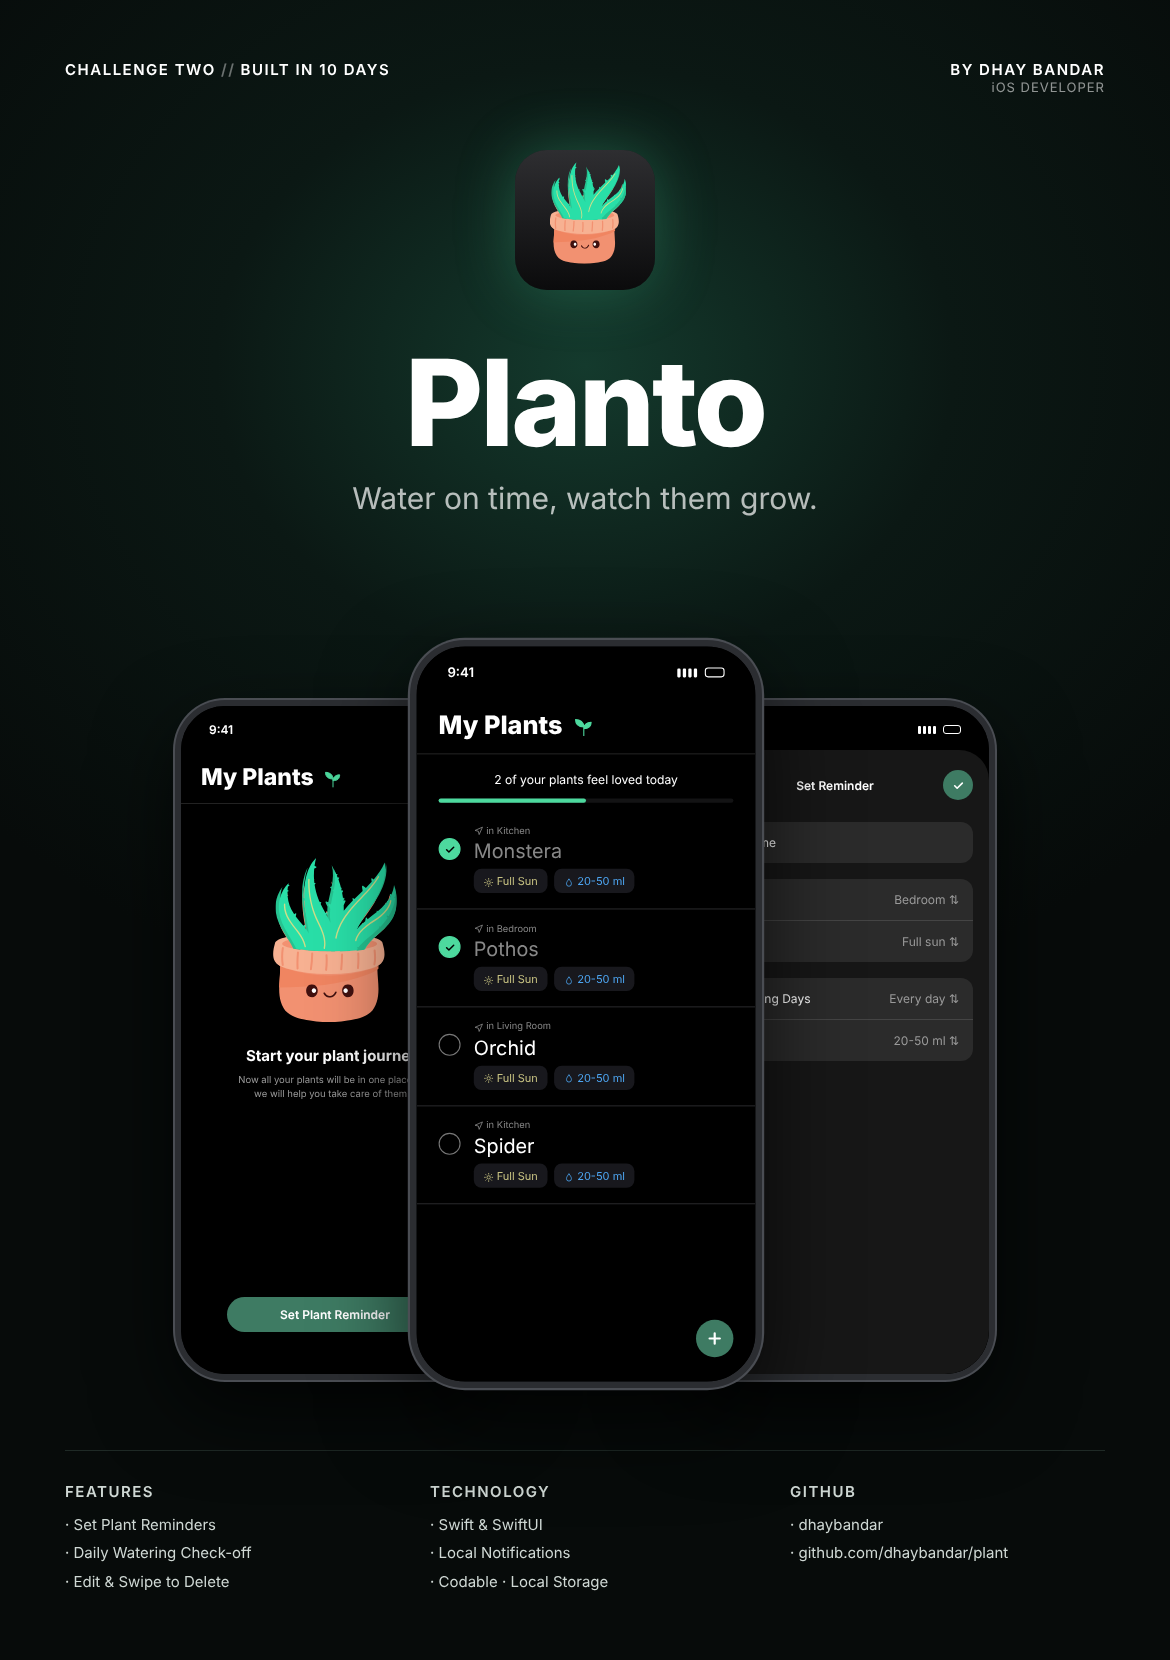 CHALLENGE TWO // BUILT IN 10 DAYS
BY DHAY BANDAR
iOS DEVELOPER
Planto
Water on time, watch them grow.
9:41
My Plants
Start your plant journe
Now all your plants will be in one place
we will help you take care of them
Set Plant Reminder
9:41
My Plants
2 of your plants feel loved today
in Kitchen
Monstera
Full Sun 20-50 ml
in Bedroom
Pothos
Full Sun 20-50 ml
in Living Room
Orchid
Full Sun 20-50 ml
in Kitchen
Spider
Full Sun 20-50 ml
+
Set Reminder
me
Bedroom ⇅
Full sun ⇅
ng Days Every day ⇅
20-50 ml ⇅
FEATURES
· Set Plant Reminders
· Daily Watering Check-off
· Edit & Swipe to Delete
TECHNOLOGY
· Swift & SwiftUI
· Local Notifications
· Codable · Local Storage
GITHUB
· dhaybandar
· github.com/dhaybandar/plant